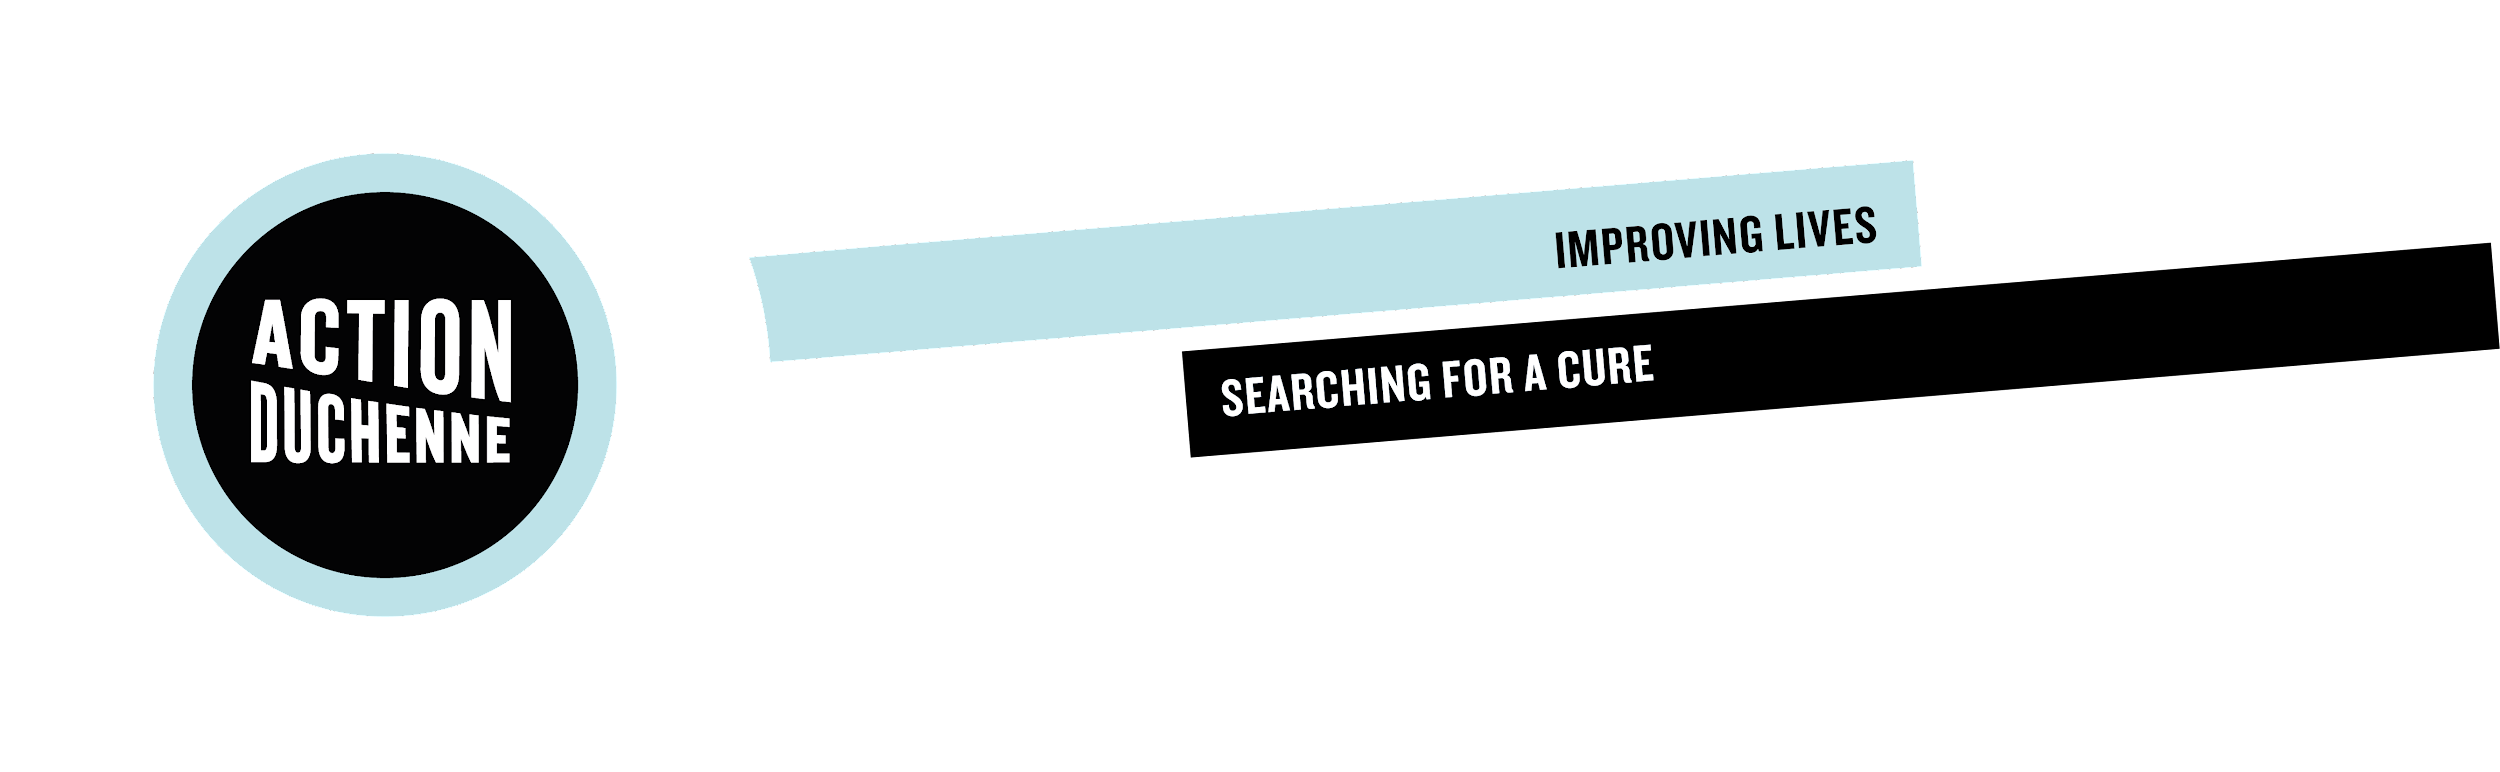 ACTION
DUCHENNE
IMPROVING LIVES
SEARCHING FOR A CURE